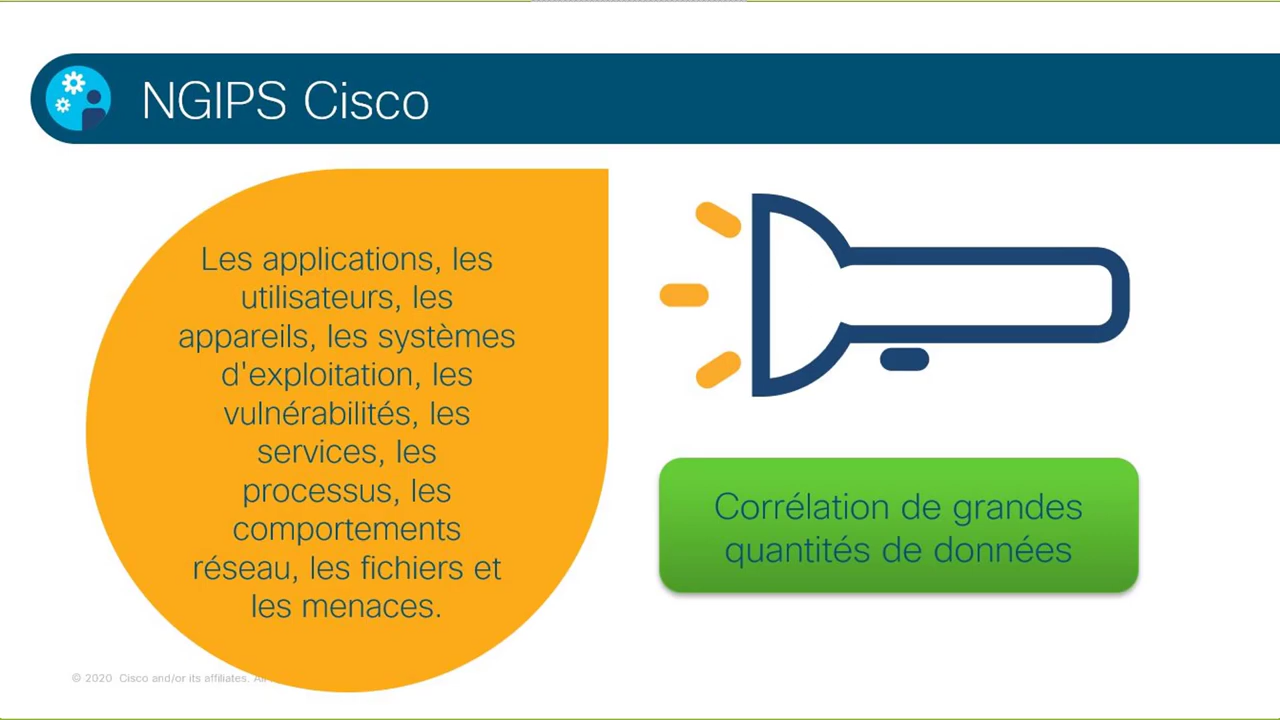 NGIPS Cisco
Les applications, les
utilisateurs, les
appareils, les systèmes
d'exploitation, les
vulnérabilités, les
services, les
processus, les
comportements
réseau, les fichiers et
les menaces.
Corrélation de grandes
quantités de données
© 2020 Cisco and/or its affiliates.